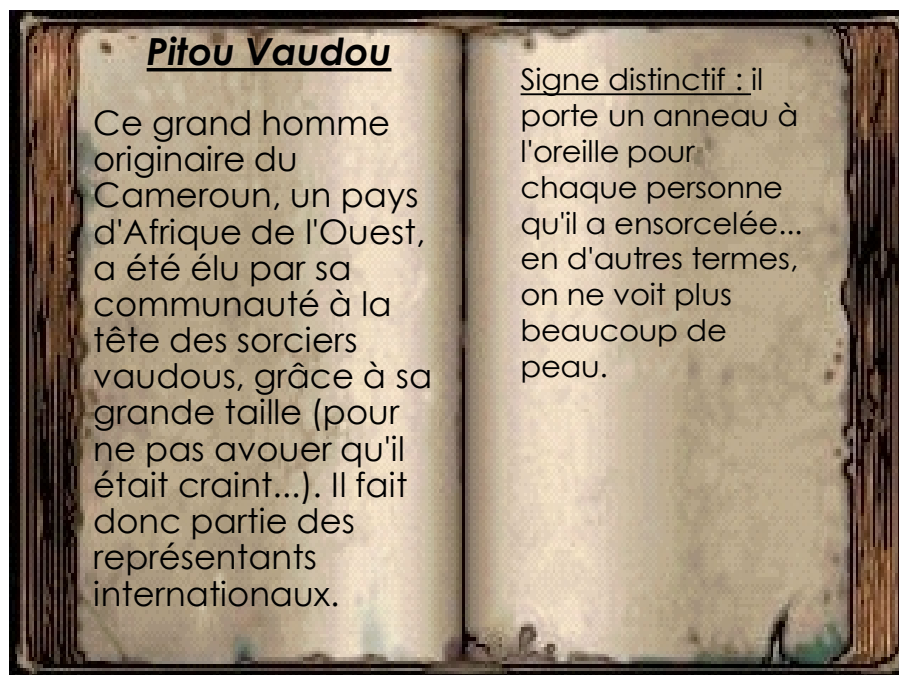 Pitou Vaudou
Ce grand homme
originaire du
Cameroun, un pays
d'Afrique de l'Ouest,
a été élu par sa
communauté à la
tête des sorciers
vaudous, grâce à sa
grande taille (pour
ne pas avouer qu'il
était craint...). Il fait
donc partie des
représentants
internationaux.
Signe distinctif : il
porte un anneau à
l'oreille pour
chaque personne
qu'il a ensorcelée...
en d'autres termes,
on ne voit plus
beaucoup de
peau.